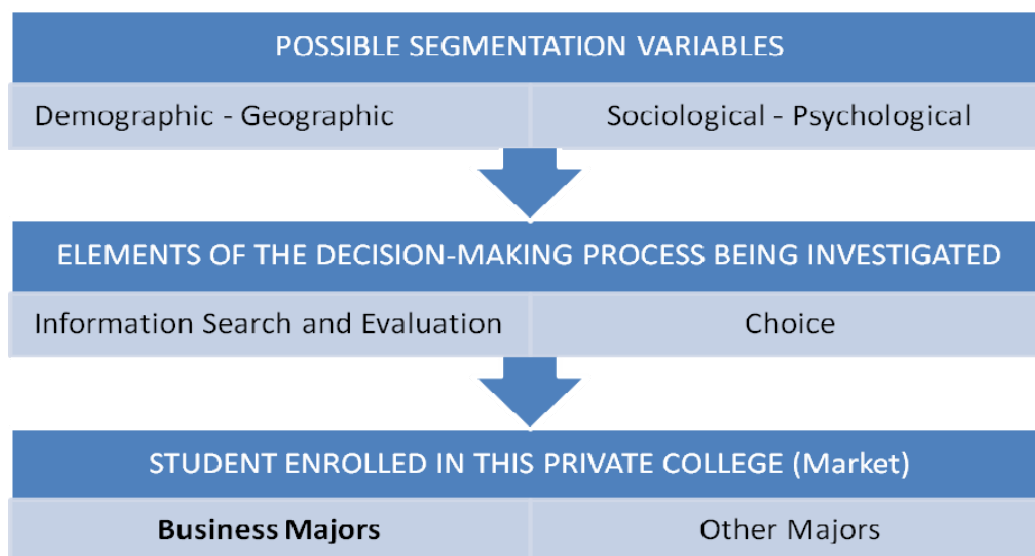 POSSIBLE SEGMENTATION VARIABLES
Demographic - Geographic
Sociological - Psychological
ELEMENTS OF THE DECISION-MAKING PROCESS BEING INVESTIGATED
Information Search and Evaluation
Choice
STUDENT ENROLLED IN THIS PRIVATE COLLEGE (Market)
Business Majors
Other Majors